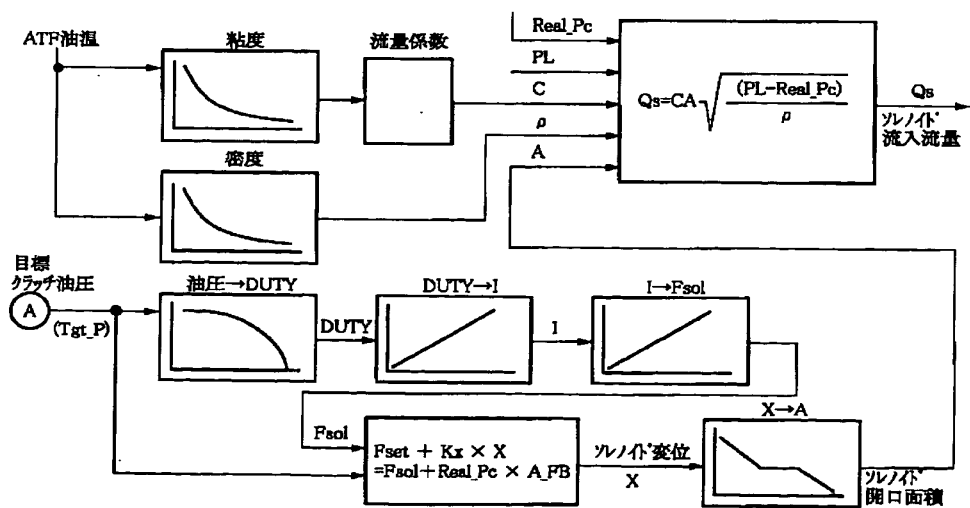 ATF油温
粘度
流量係数
Real_Pc
PL
C
ρ
A
Qs=CA√(PL-Real_Pc)/ρ
Qs
ソレノイド
流入流量
密度
目標
クラッチ油圧
A
(Tgt_P)
油圧→DUTY
DUTY
DUTY→I
I
I→Fsol
Fsol
Fset + Kx × X
=Fsol+Real_Pc × A_FB
ソレノイド変位
X
X→A
ソレノイド
開口面積